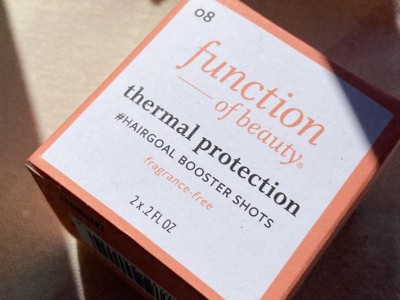 08
function
of beauty®
thermal protection
#HAIRGOAL BOOSTER SHOTS
fragrance-free
2 x .2 FL OZ